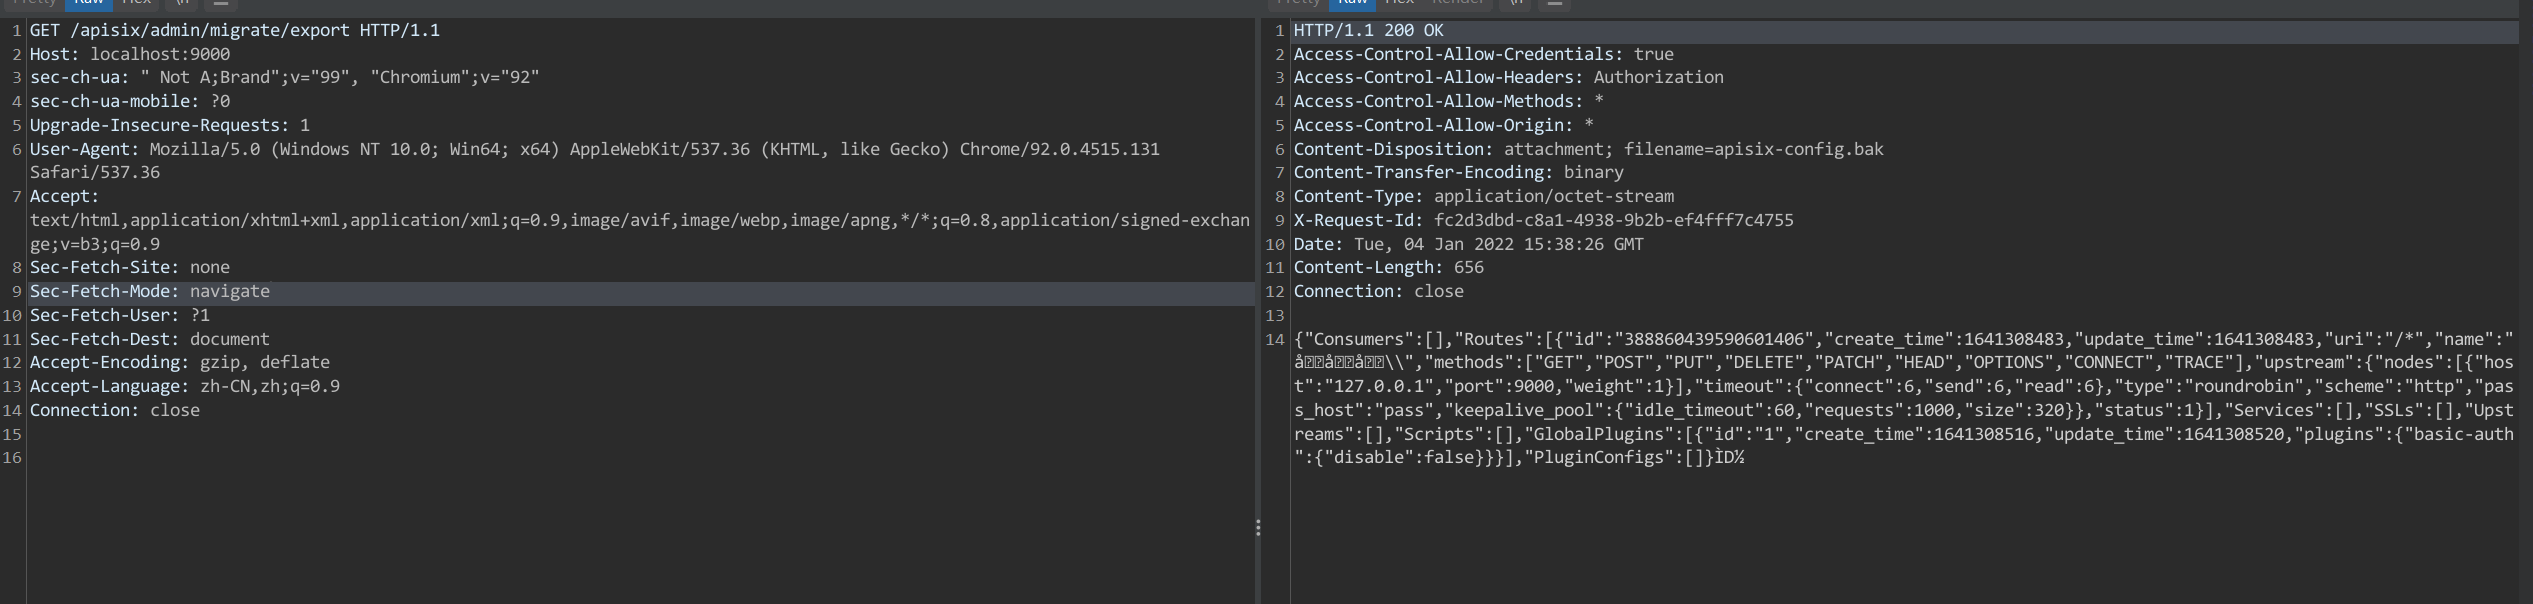 Pretty Raw Hex \n
1 GET /apisix/admin/migrate/export HTTP/1.1
2 Host: localhost:9000
3 sec-ch-ua: " Not A;Brand";v="99", "Chromium";v="92"
4 sec-ch-ua-mobile: ?0
5 Upgrade-Insecure-Requests: 1
6 User-Agent: Mozilla/5.0 (Windows NT 10.0; Win64; x64) AppleWebKit/537.36 (KHTML, like Gecko) Chrome/92.0.4515.131
Safari/537.36
7 Accept:
text/html,application/xhtml+xml,application/xml;q=0.9,image/avif,image/webp,image/apng,*/*;q=0.8,application/signed-exchan
ge;v=b3;q=0.9
8 Sec-Fetch-Site: none
9 Sec-Fetch-Mode: navigate
10 Sec-Fetch-User: ?1
11 Sec-Fetch-Dest: document
12 Accept-Encoding: gzip, deflate
13 Accept-Language: zh-CN,zh;q=0.9
14 Connection: close
15
16
Pretty Raw Hex Render \n
1 HTTP/1.1 200 OK
2 Access-Control-Allow-Credentials: true
3 Access-Control-Allow-Headers: Authorization
4 Access-Control-Allow-Methods: *
5 Access-Control-Allow-Origin: *
6 Content-Disposition: attachment; filename=apisix-config.bak
7 Content-Transfer-Encoding: binary
8 Content-Type: application/octet-stream
9 X-Request-Id: fc2d3dbd-c8a1-4938-9b2b-ef4fff7c4755
10 Date: Tue, 04 Jan 2022 15:38:26 GMT
11 Content-Length: 656
12 Connection: close
13
14 {"Consumers":[],"Routes":[{"id":"388860439590601406","create_time":1641308483,"update_time":1641308483,"uri":"/*","name":"
å å å \\","methods":["GET","POST","PUT","DELETE","PATCH","HEAD","OPTIONS","CONNECT","TRACE"],"upstream":{"nodes":[{"hos
t":"127.0.0.1","port":9000,"weight":1}],"timeout":{"connect":6,"send":6,"read":6},"type":"roundrobin","scheme":"http","pas
s_host":"pass","keepalive_pool":{"idle_timeout":60,"requests":1000,"size":320}},"status":1}],"Services":[],"SSLs":[],"Upst
reams":[],"Scripts":[],"GlobalPlugins":[{"id":"1","create_time":1641308516,"update_time":1641308520,"plugins":{"basic-auth
":{"disable":false}}}],"PluginConfigs":[]}ÌD¾